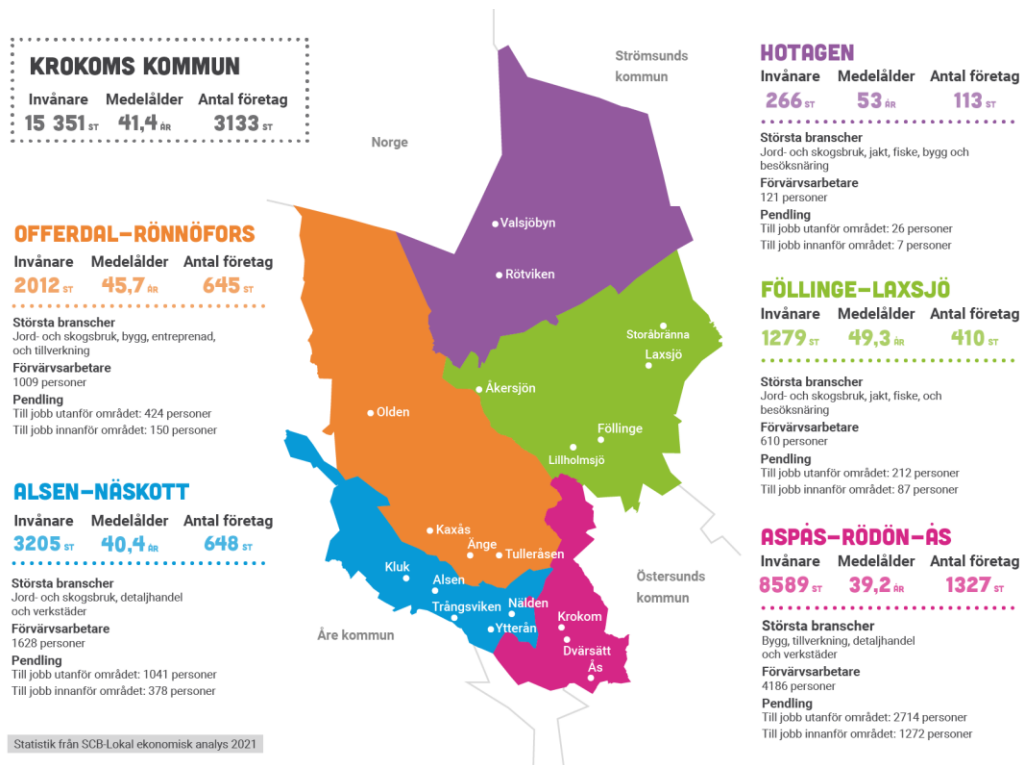 KROKOMS KOMMUN
Invånare Medelålder Antal företag
15 351 ST 41,4 ÅR 3133 ST
OFFERDAL–RÖNNÖFORS
Invånare Medelålder Antal företag
2012 ST 45,7 ÅR 645 ST
Största branscher
Jord- och skogsbruk, bygg, entreprenad,
och tillverkning
Förvärvsarbetare
1009 personer
Pendling
Till jobb utanför området: 424 personer
Till jobb innanför området: 150 personer
ALSEN–NÄSKOTT
Invånare Medelålder Antal företag
3205 ST 40,4 ÅR 648 ST
Största branscher
Jord- och skogsbruk, detaljhandel
och verkstäder
Förvärvsarbetare
1628 personer
Pendling
Till jobb utanför området: 1041 personer
Till jobb innanför området: 378 personer
Statistik från SCB-Lokal ekonomisk analys 2021
Strömsunds
kommun
Norge
Valsjöbyn
Rötviken
Storåbränna
Laxsjö
Åkersjön
Olden
Föllinge
Lillholmsjö
Kaxås
Änge
Tulleråsen
Kluk
Alsen
Trångsviken
Nälden
Ytterån
Krokom
Dvärsätt
Ås
Östersunds
kommun
Åre kommun
HOTAGEN
Invånare Medelålder Antal företag
266 ST 53 ÅR 113 ST
Största branscher
Jord- och skogsbruk, jakt, fiske, bygg och
besöksnäring
Förvärvsarbetare
121 personer
Pendling
Till jobb utanför området: 26 personer
Till jobb innanför området: 7 personer
FÖLLINGE–LAXSJÖ
Invånare Medelålder Antal företag
1279 ST 49,3 ÅR 410 ST
Största branscher
Jord- och skogsbruk, jakt, fiske, och
besöksnäring
Förvärvsarbetare
610 personer
Pendling
Till jobb utanför området: 212 personer
Till jobb innanför området: 87 personer
ASPÅS–RÖDÖN–ÅS
Invånare Medelålder Antal företag
8589 ST 39,2 ÅR 1327 ST
Största branscher
Bygg, tillverkning, detaljhandel
och verkstäder
Förvärvsarbetare
4186 personer
Pendling
Till jobb utanför området: 2714 personer
Till jobb innanför området: 1272 personer